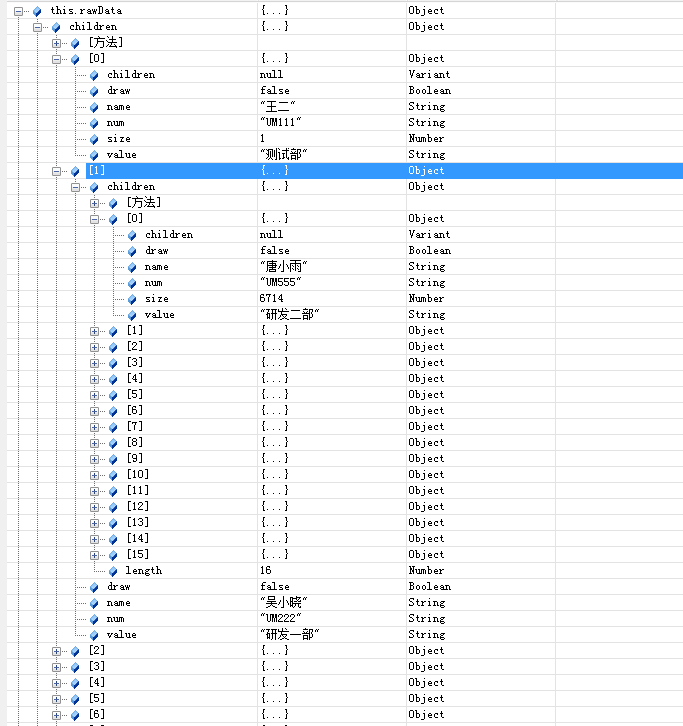 this.rawData {...} Object
children {...} Object
[方法]
[0] {...} Object
children null Variant
draw false Boolean
name "王二" String
num "UM111" String
size 1 Number
value "测试部" String
[1] {...} Object
children {...} Object
[方法]
[0] {...} Object
children null Variant
draw false Boolean
name "唐小雨" String
num "UM555" String
size 6714 Number
value "研发二部" String
[1] {...} Object
[2] {...} Object
[3] {...} Object
[4] {...} Object
[5] {...} Object
[6] {...} Object
[7] {...} Object
[8] {...} Object
[9] {...} Object
[10] {...} Object
[11] {...} Object
[12] {...} Object
[13] {...} Object
[14] {...} Object
[15] {...} Object
length 16 Number
draw false Boolean
name "吴小晓" String
num "UM222" String
value "研发一部" String
[2] {...} Object
[3] {...} Object
[4] {...} Object
[5] {...} Object
[6] {...} Object